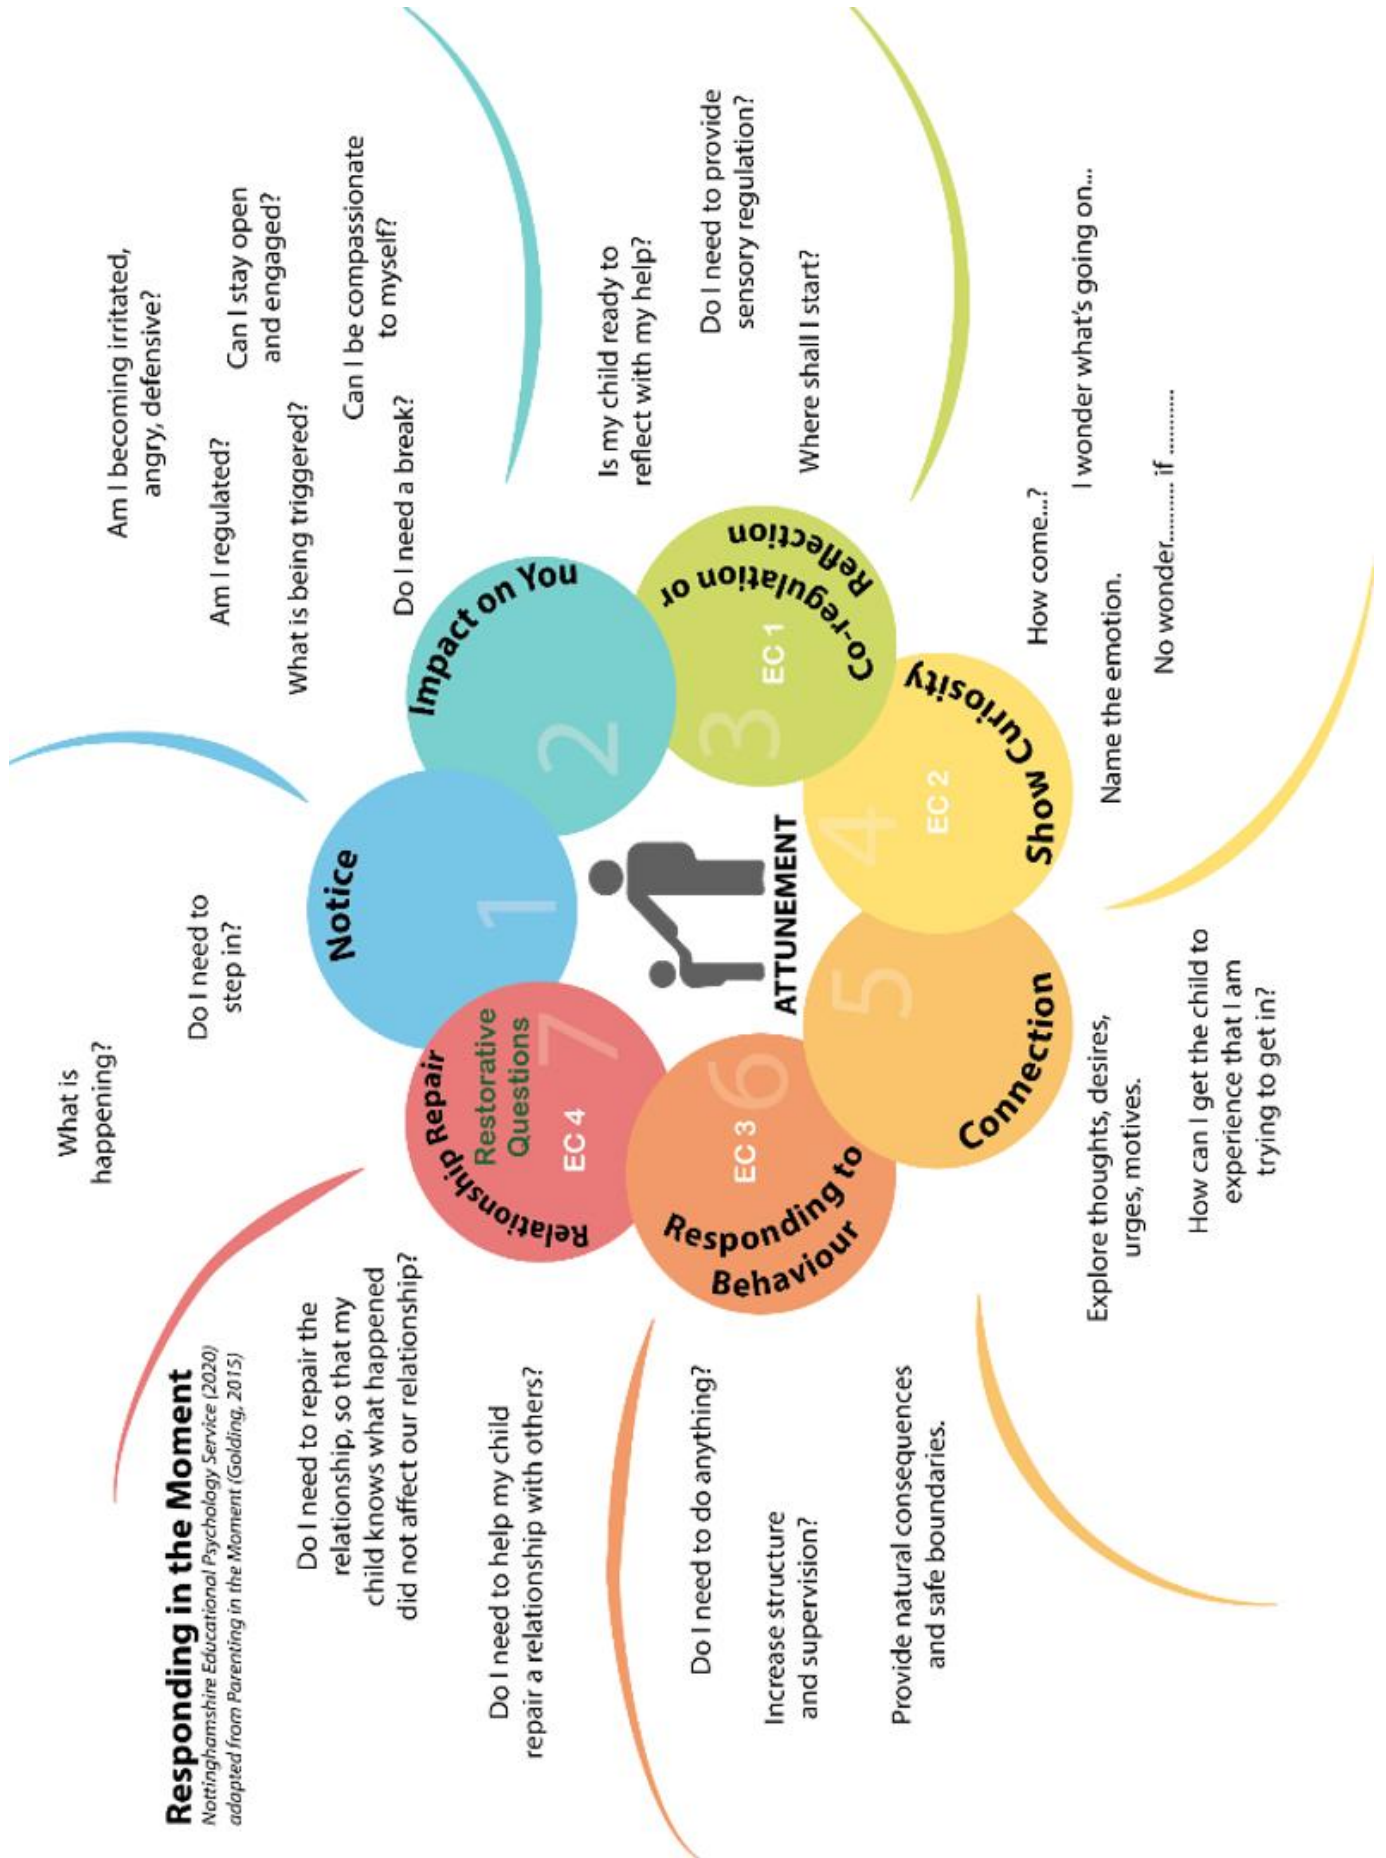 Responding in the Moment
Nottinghamshire Educational Psychology Service (2020)
adapted from Parenting in the Moment (Golding, 2015)
What is
happening?
Do I need to
step in?
Notice
1
Am I becoming irritated,
angry, defensive?
Am I regulated?
Can I stay open
and engaged?
What is being triggered?
Can I be compassionate
to myself?
Do I need a break?
Impact on You
2
Is my child ready to
reflect with my help?
Do I need to provide
sensory regulation?
Where shall I start?
Co-regulation or
Reflection
EC 1
3
How come...?
I wonder what's going on...
Name the emotion.
No wonder.......... if ...........
Show Curiosity
EC 2
4
Explore thoughts, desires,
urges, motives.
How can I get the child to
experience that I am
trying to get in?
Connection
5
Do I need to do anything?
Increase structure
and supervision?
Provide natural consequences
and safe boundaries.
Responding to
Behaviour
EC 3
6
Do I need to repair the
relationship, so that my
child knows what happened
did not affect our relationship?
Do I need to help my child
repair a relationship with others?
Relationship Repair
Restorative
Questions
EC 4
7
ATTUNEMENT